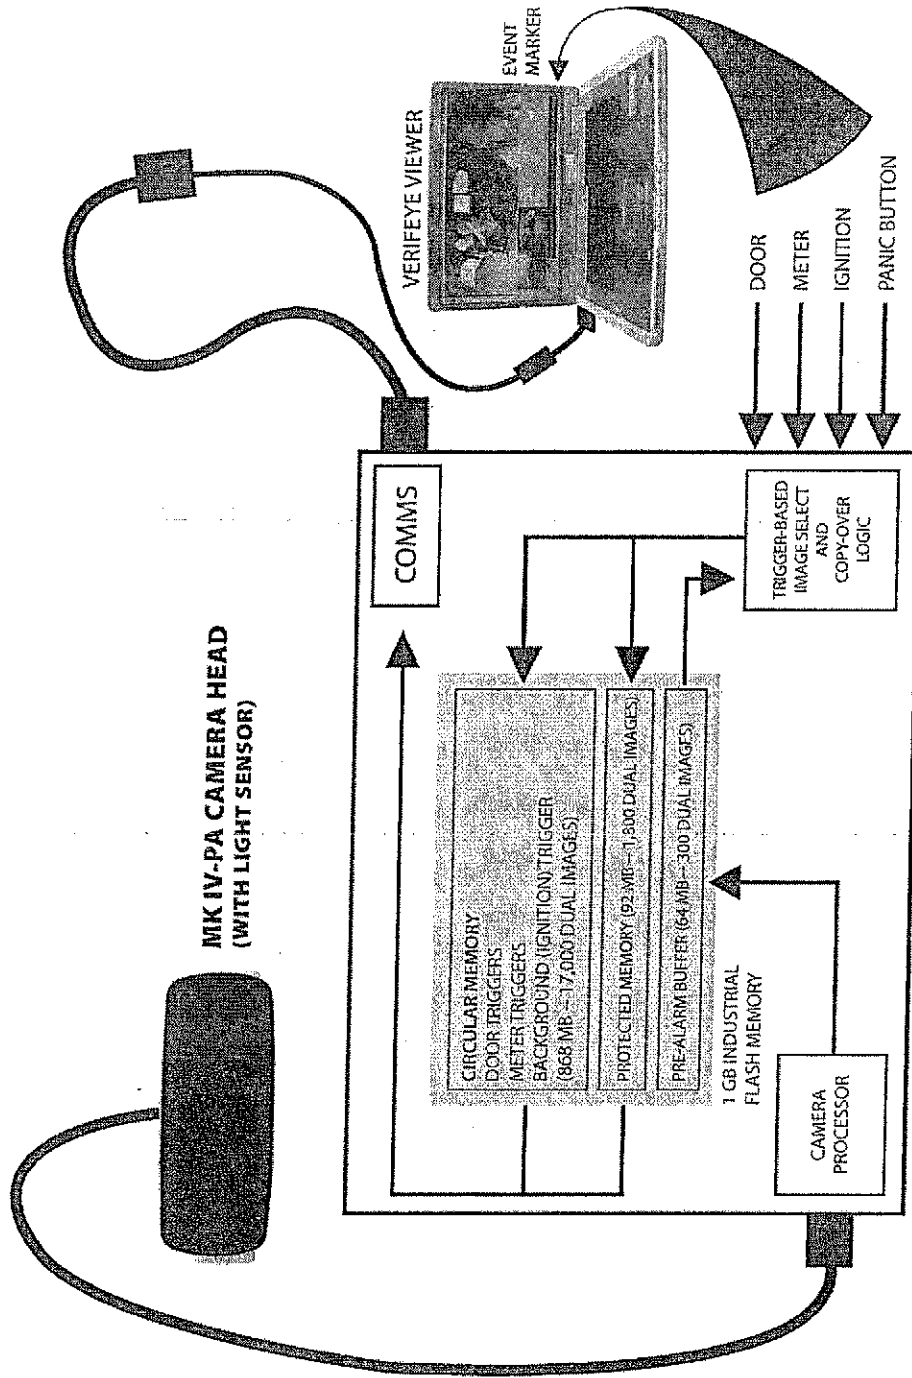 MK IV-PA CAMERA HEAD
(WITH LIGHT SENSOR)
VERIFEYE VIEWER
EVENT
MARKER
COMMS
CIRCULAR MEMORY
DOOR TRIGGERS
METER TRIGGERS
BACKGROUND (IGNITION) TRIGGER
(868 MB ~ 17,000 DUAL IMAGES)
PROTECTED MEMORY (92 MB ~ 1,800 DUAL IMAGES)
PRE-ALARM BUFFER (64 MB ~ 300 DUAL IMAGES)
1 GB INDUSTRIAL
FLASH MEMORY
CAMERA
PROCESSOR
TRIGGER-BASED
IMAGE SELECT
AND
COPY-OVER
LOGIC
DOOR
METER
IGNITION
PANIC BUTTON